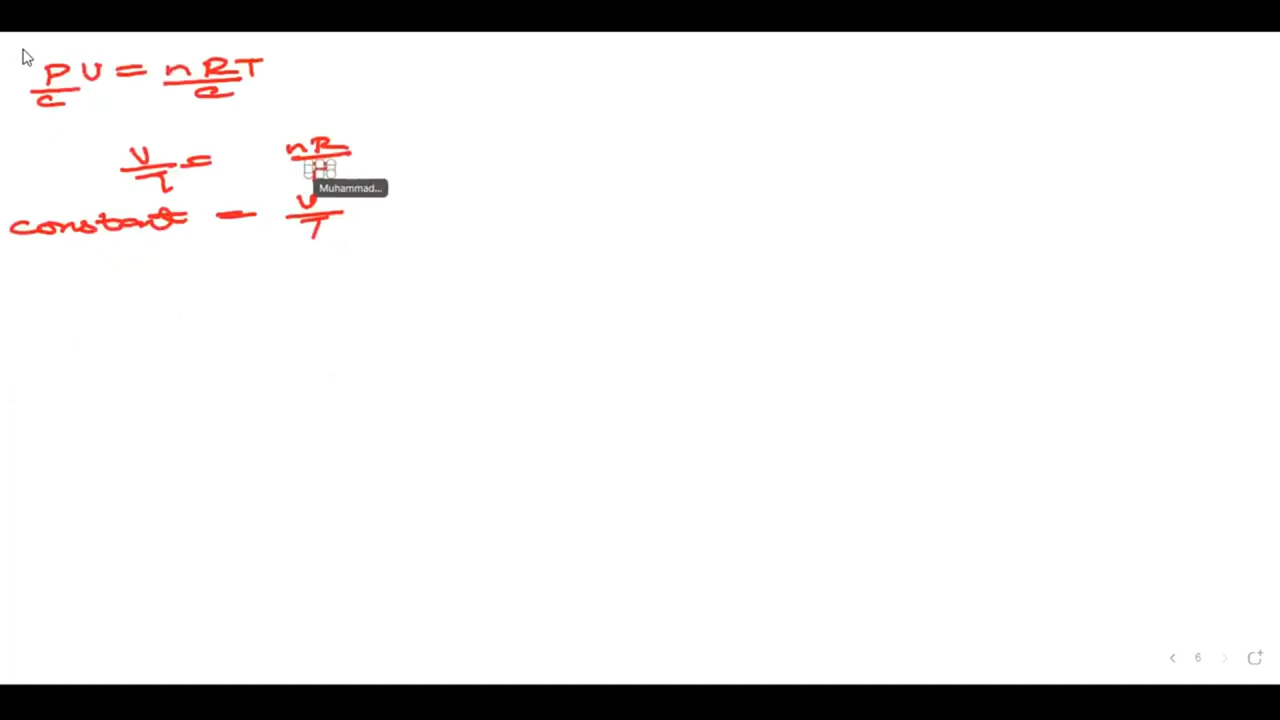 PV = nRT
c c
V/T = nR
Muhammad...
constant = V/T
6